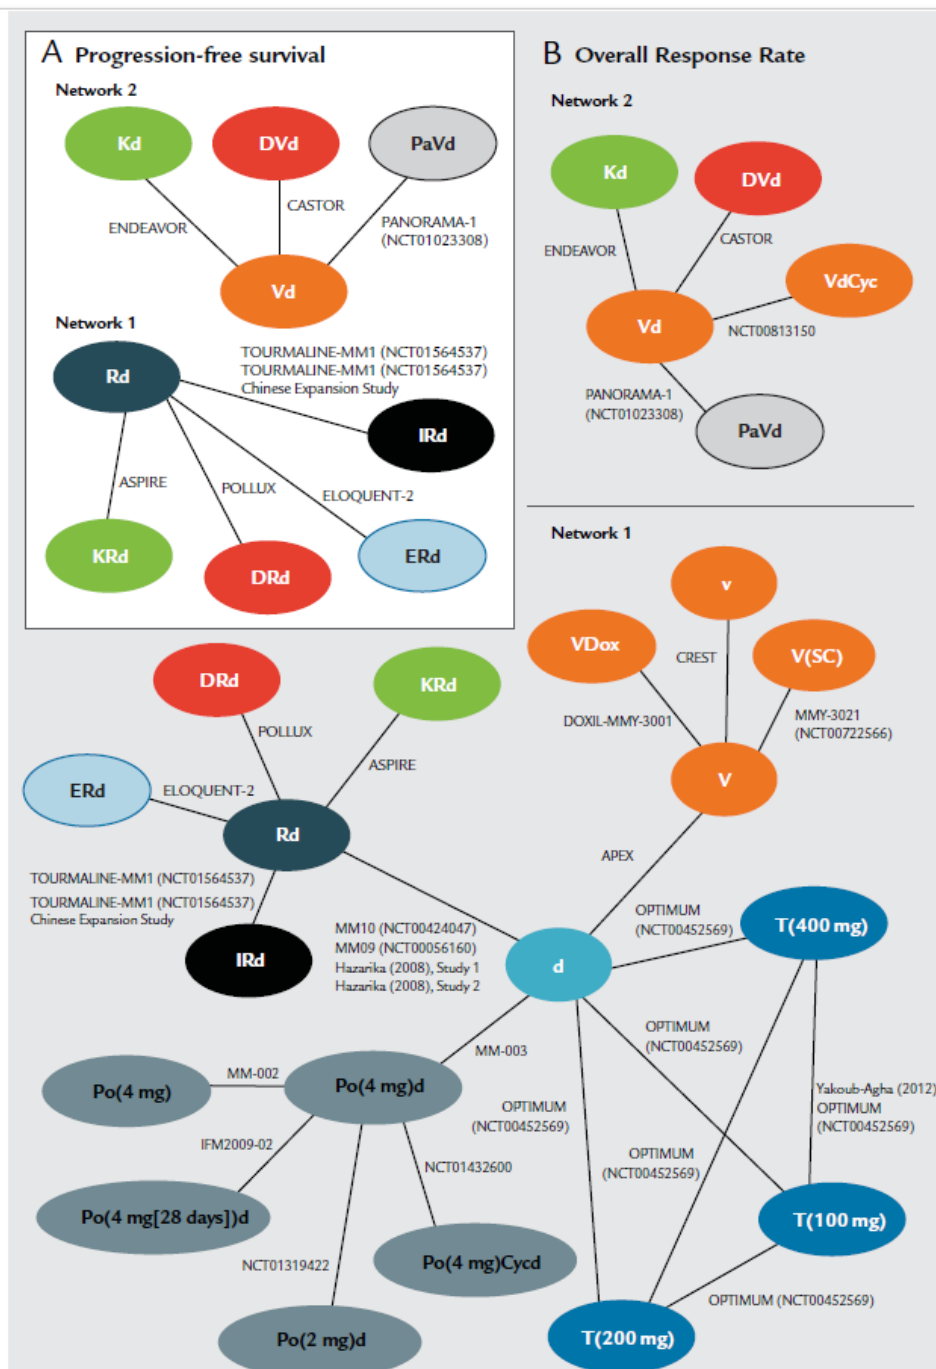 A Progression-free survival
Network 2
Kd
DVd
PaVd
ENDEAVOR
CASTOR
PANORAMA-1
(NCT01023308)
Vd
Network 1
Rd
TOURMALINE-MM1 (NCT01564537)
TOURMALINE-MM1 (NCT01564537)
Chinese Expansion Study
IRd
ASPIRE
POLLUX
ELOQUENT-2
KRd
DRd
ERd
B Overall Response Rate
Network 2
Kd
DVd
ENDEAVOR
CASTOR
VdCyc
Vd
NCT00813150
PANORAMA-1
(NCT01023308)
PaVd
Network 1
v
VDox
CREST
V(SC)
DOXIL-MMY-3001
MMY-3021
(NCT00722566)
V
APEX
DRd
KRd
POLLUX
ASPIRE
ERd
ELOQUENT-2
Rd
TOURMALINE-MM1 (NCT01564537)
TOURMALINE-MM1 (NCT01564537)
Chinese Expansion Study
IRd
MM10 (NCT00424047)
MM09 (NCT00056160)
Hazarika (2008), Study 1
Hazarika (2008), Study 2
d
OPTIMUM
(NCT00452569)
T(400 mg)
OPTIMUM
(NCT00452569)
MM-003
Po(4 mg)
MM-002
Po(4 mg)d
OPTIMUM
(NCT00452569)
Yakoub-Agha (2012)
OPTIMUM
(NCT00452569)
IFM2009-02
NCT01432600
OPTIMUM
(NCT00452569)
Po(4 mg[28 days])d
T(100 mg)
NCT01319422
Po(4 mg)Cycd
OPTIMUM (NCT00452569)
Po(2 mg)d
T(200 mg)